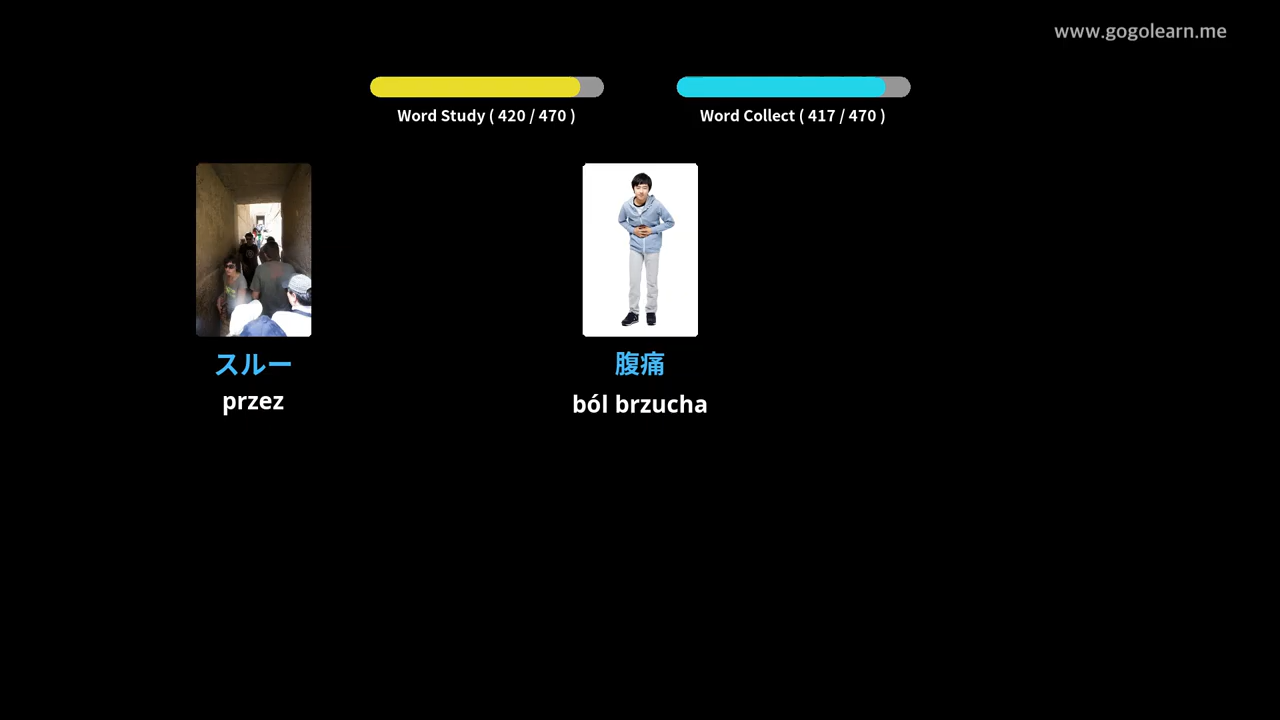 www.gogolearn.me
Word Study ( 420 / 470 )
Word Collect ( 417 / 470 )
スルー
przez
腹痛
ból brzucha